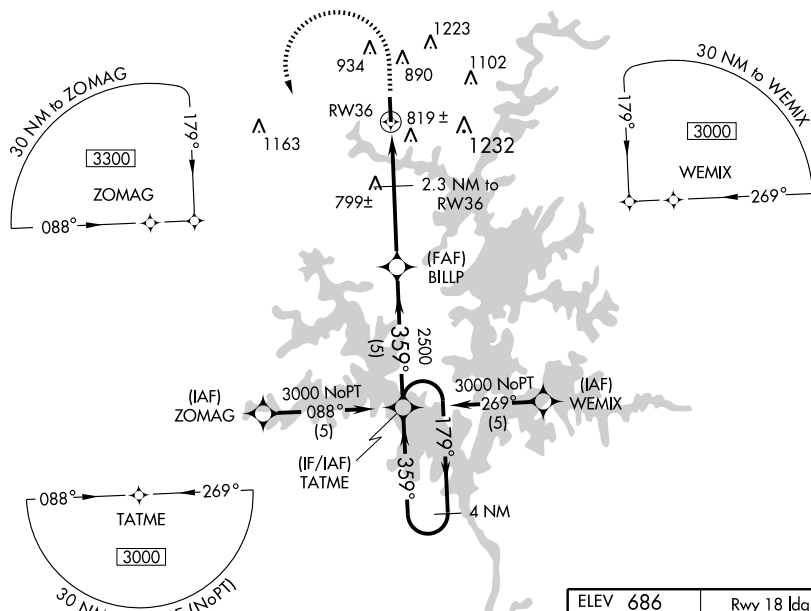 1223
934
890
1102
30 NM to ZOMAG
179°
3300
ZOMAG
088°
1163
RW36
819 ±
1232
799±
2.3 NM to
RW36
30 NM to WEMIX
179°
3000
WEMIX
269°
(FAF)
BILLP
2500
359°
(5)
(IAF)
ZOMAG
3000 NoPT
088°
(5)
3000 NoPT
269°
(5)
(IAF)
WEMIX
(IF/IAF)
TATME
179°
359°
4 NM
088°
269°
TATME
3000
30 NM
(NoPT)
ELEV 686
Rwy 18 ldg